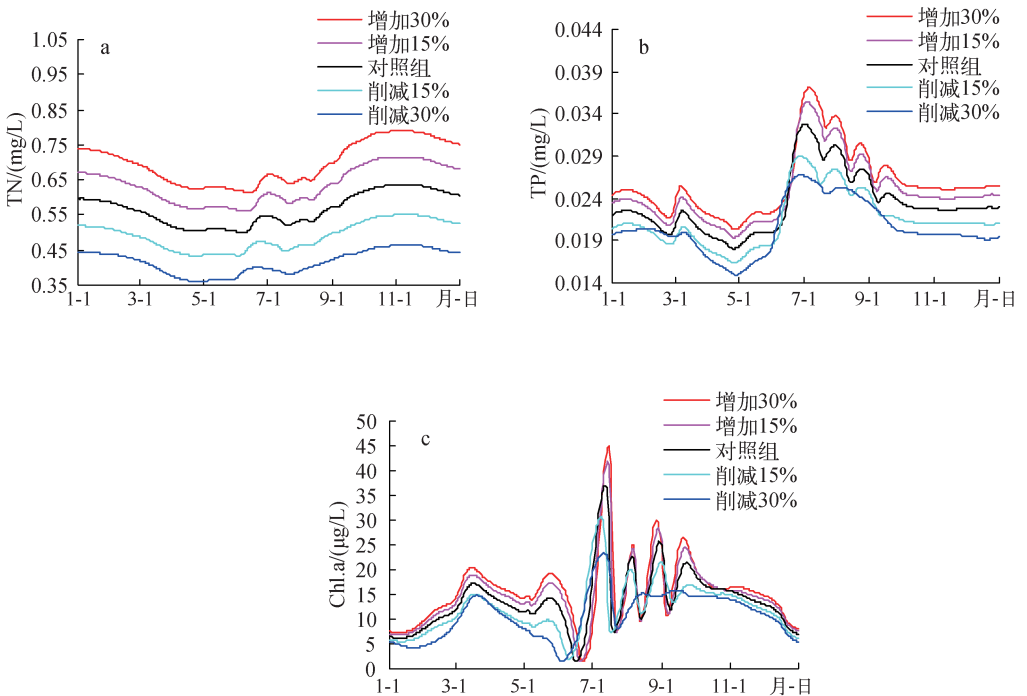 a
增加30%
增加15%
对照组
削减15%
削减30%
TN/(mg/L)
1.05
0.95
0.85
0.75
0.65
0.55
0.45
0.35
1-1 3-1 5-1 7-1 9-1 11-1 月-日
b
增加30%
增加15%
对照组
削减15%
削减30%
TP/(mg/L)
0.044
0.039
0.034
0.029
0.024
0.019
0.014
1-1 3-1 5-1 7-1 9-1 11-1 月-日
c
增加30%
增加15%
对照组
削减15%
削减30%
Chl.a/(μg/L)
50
45
40
35
30
25
20
15
10
5
0
1-1 3-1 5-1 7-1 9-1 11-1 月-日